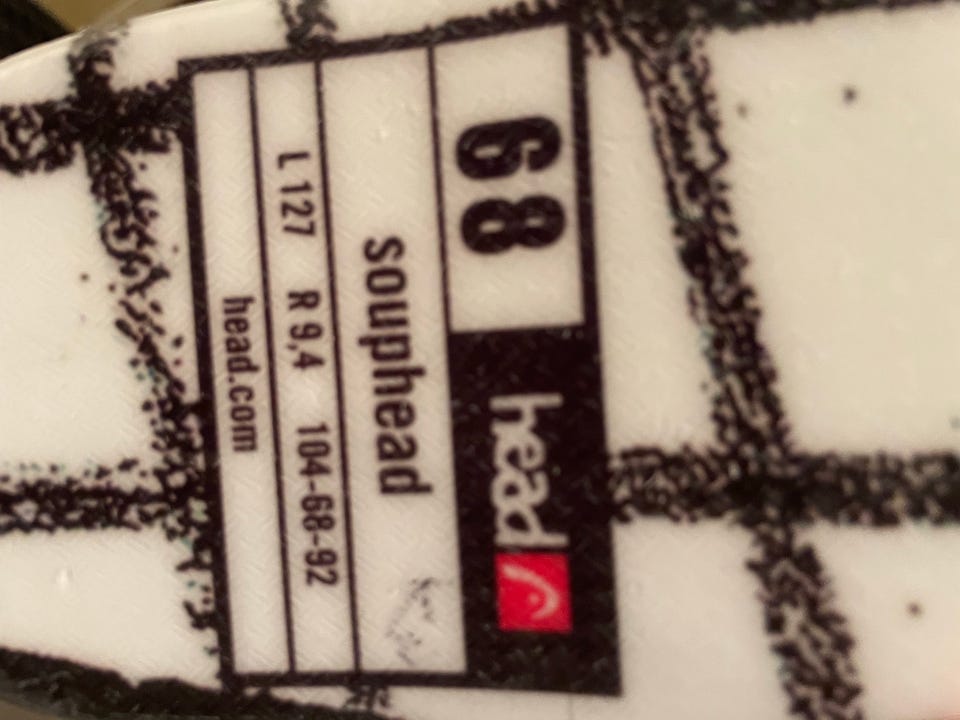 68 head
souphead
L 127 R 9,4 104-68-92
head.com